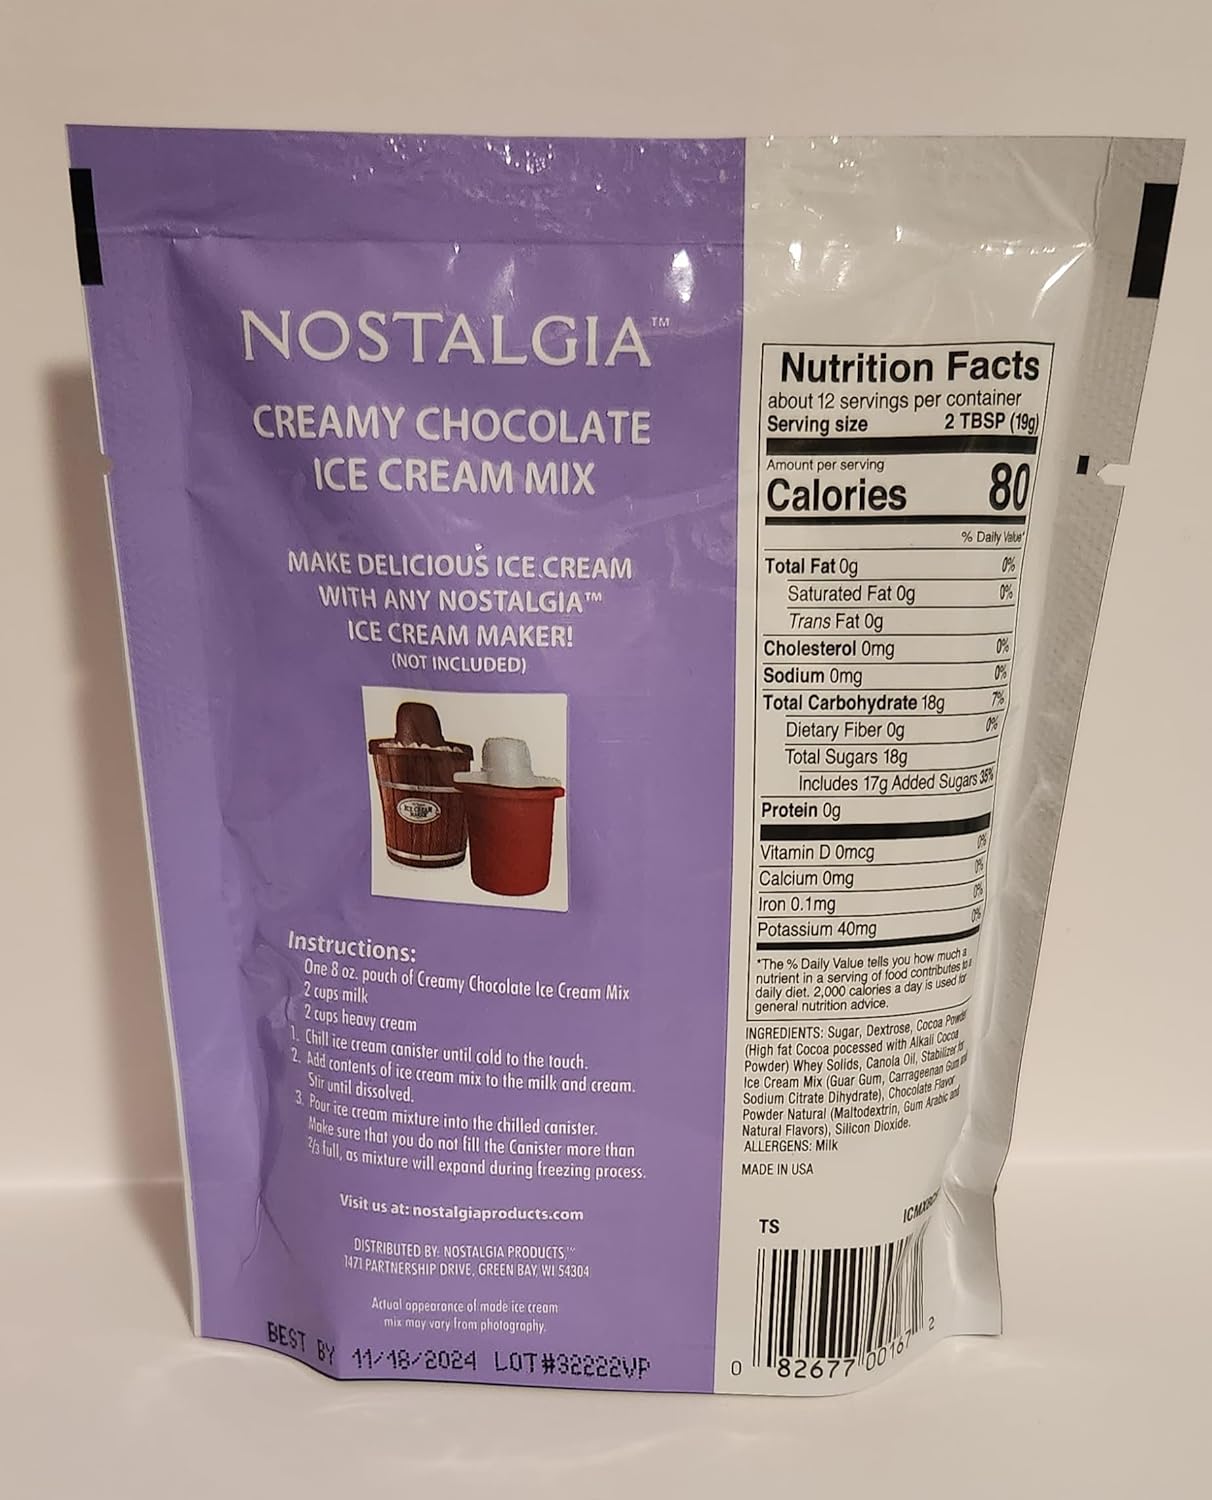 NOSTALGIA™
CREAMY CHOCOLATE
ICE CREAM MIX
MAKE DELICIOUS ICE CREAM
WITH ANY NOSTALGIA™
ICE CREAM MAKER!
(NOT INCLUDED)
ICE CREAM
MAKER
Instructions:
One 8 oz. pouch of Creamy Chocolate Ice Cream Mix
2 cups milk
2 cups heavy cream
1. Chill ice cream canister until cold to the touch.
2. Add contents of ice cream mix to the milk and cream.
Stir until dissolved.
3. Pour ice cream mixture into the chilled canister.
Make sure that you do not fill the Canister more than
2/3 full, as mixture will expand during freezing process.
Visit us at: nostalgiaproducts.com
DISTRIBUTED BY: NOSTALGIA PRODUCTS,™
1471 PARTNERSHIP DRIVE, GREEN BAY, WI 54304
Actual appearance of made ice cream
mix may vary from photography.
BEST BY 11/18/2024 LOT#32222VP
Nutrition Facts
about 12 servings per container
Serving size 2 TBSP (19g)
Amount per serving
Calories 80
% Daily Value*
Total Fat 0g 0%
Saturated Fat 0g 0%
Trans Fat 0g
Cholesterol 0mg 0%
Sodium 0mg 0%
Total Carbohydrate 18g 7%
Dietary Fiber 0g 0%
Total Sugars 18g
Includes 17g Added Sugars 35%
Protein 0g
Vitamin D 0mcg 0%
Calcium 0mg 0%
Iron 0.1mg 0%
Potassium 40mg 0%
*The % Daily Value tells you how much a
nutrient in a serving of food contributes to a
daily diet. 2,000 calories a day is used for
general nutrition advice.
INGREDIENTS: Sugar, Dextrose, Cocoa Powder
(High fat Cocoa pocessed with Alkali Cocoa
Powder) Whey Solids, Canola Oil, Stabilizer for
Ice Cream Mix (Guar Gum, Carrageenan Gum and
Sodium Citrate Dihydrate), Chocolate Flavor
Powder Natural (Maltodextrin, Gum Arabic and
Natural Flavors), Silicon Dioxide.
ALLERGENS: Milk
MADE IN USA
TS
0 82677 00167 2